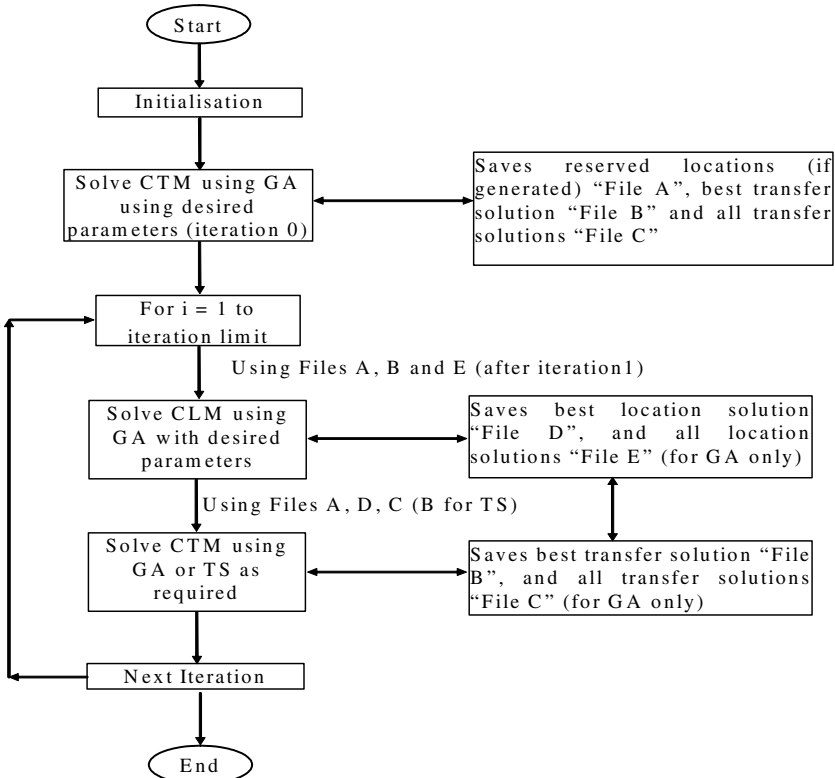 Start
Initialisation
Solve CTM using GA
using desired
parameters (iteration 0)
Saves reserved locations (if
generated) “File A”, best transfer
solution “File B” and all transfer
solutions “File C”
For i = 1 to
iteration limit
Using Files A, B and E (after iteration1)
Solve CLM using
GA with desired
parameters
Saves best location solution
“File D”, and all location
solutions “File E” (for GA only)
Using Files A, D, C (B for TS)
Solve CTM using
GA or TS as
required
Saves best transfer solution “File
B”, and all transfer solutions
“File C” (for GA only)
Next Iteration
End